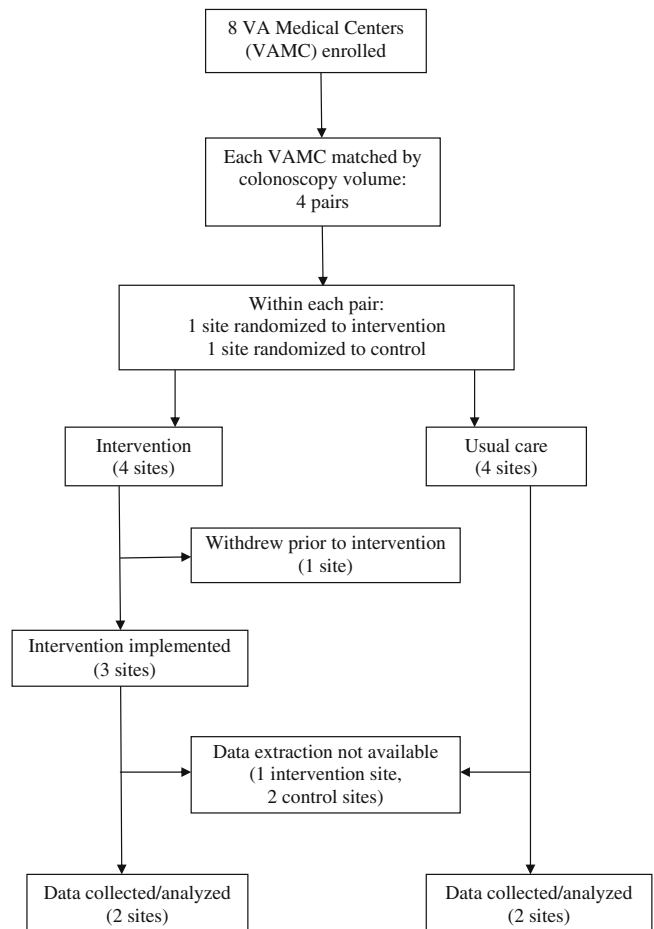 8 VA Medical Centers
(VAMC) enrolled
Each VAMC matched by
colonoscopy volume:
4 pairs
Within each pair:
1 site randomized to intervention
1 site randomized to control
Intervention
(4 sites)
Usual care
(4 sites)
Withdrew prior to intervention
(1 site)
Intervention implemented
(3 sites)
Data extraction not available
(1 intervention site,
2 control sites)
Data collected/analyzed
(2 sites)
Data collected/analyzed
(2 sites)